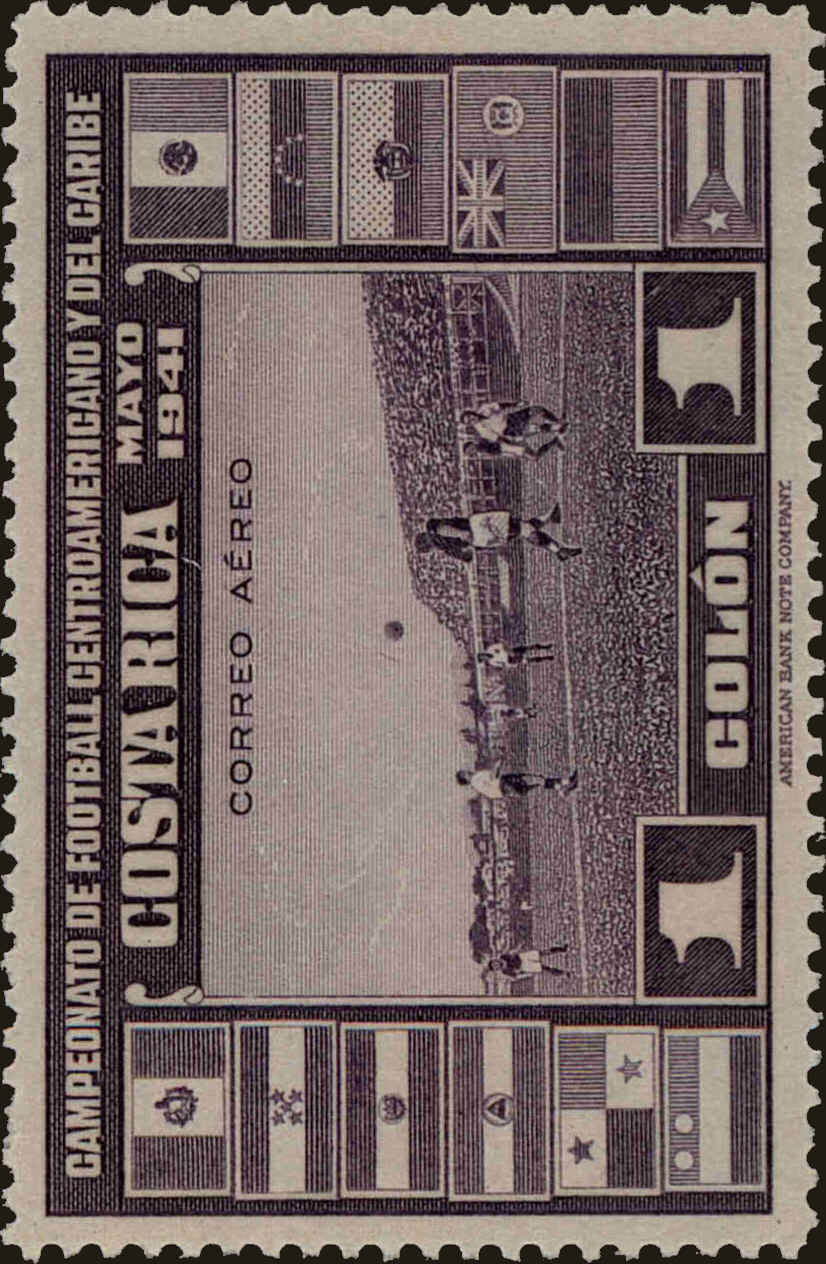 CAMPEONATO DE FOOTBALL CENTROAMERICANO Y DEL CARIBE
COSTA RICA MAYO 1941
CORREO AÉREO
1 COLÓN 1
AMERICAN BANK NOTE COMPANY.